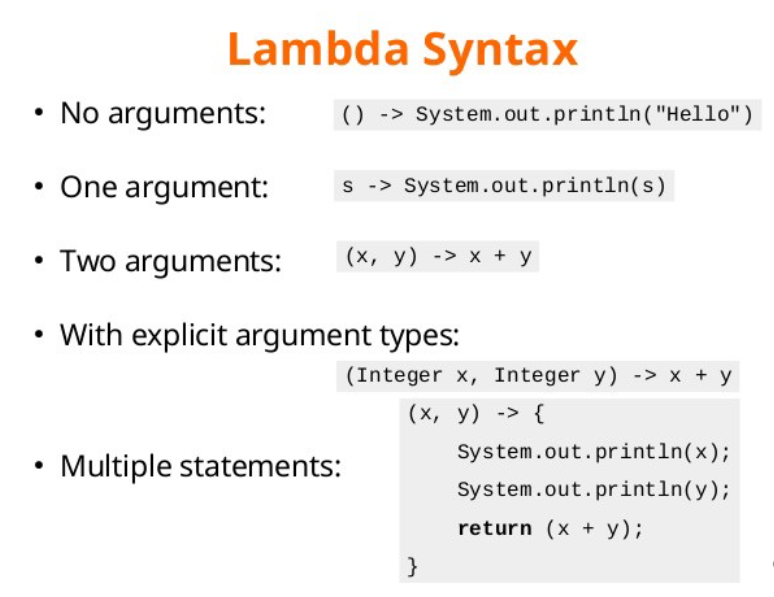 Lambda Syntax
• No arguments: () -> System.out.println("Hello")
• One argument: s -> System.out.println(s)
• Two arguments: (x, y) -> x + y
• With explicit argument types:
(Integer x, Integer y) -> x + y
• Multiple statements:
(x, y) -> {
    System.out.println(x);
    System.out.println(y);
    return (x + y);
}